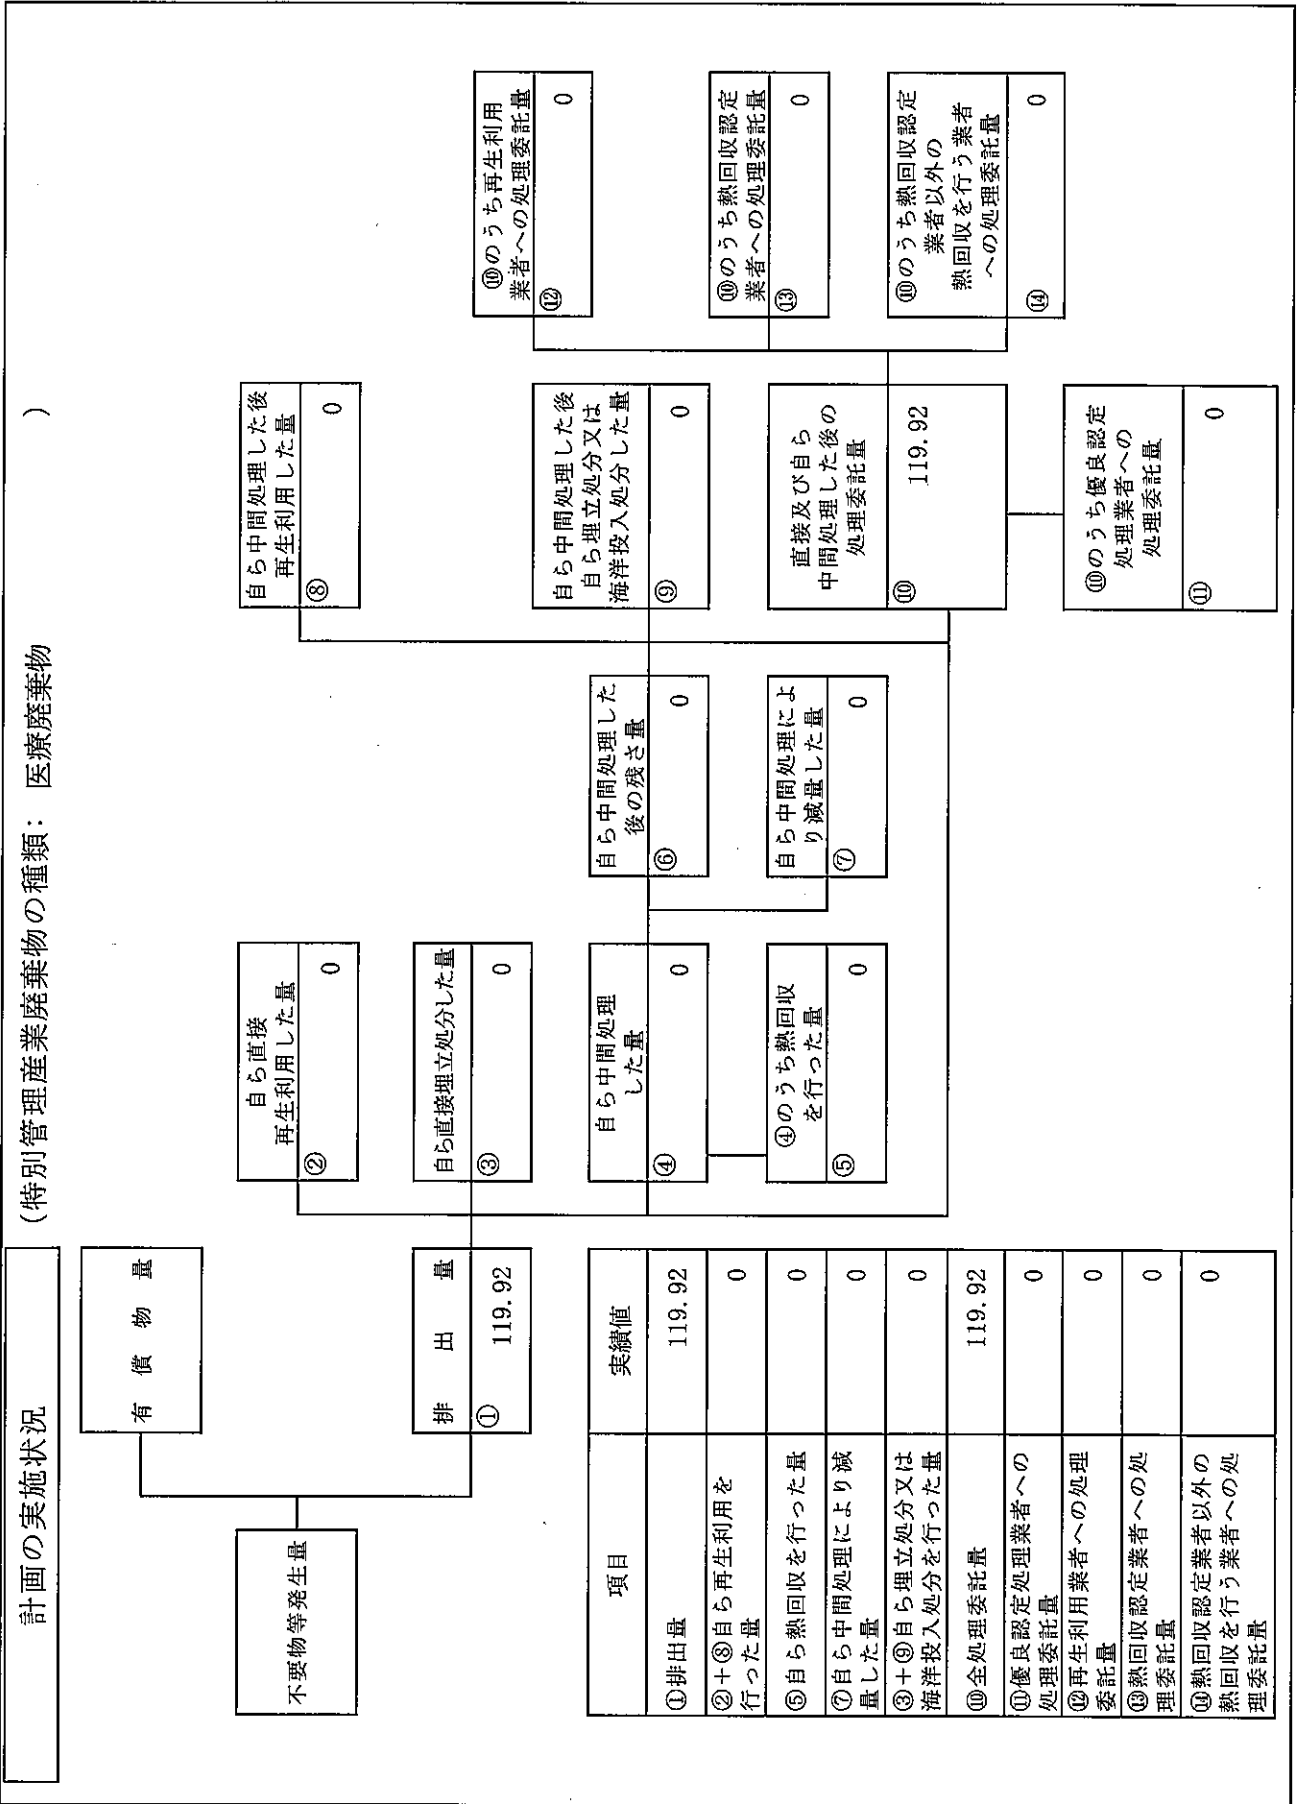 計画の実施状況
(特別管理産業廃棄物の種類： 医療廃棄物 )
不要物等発生量
有償物量
排出量
① 119.92
自ら直接
再生利用した量
② 0
自ら直接埋立処分した量
③ 0
自ら中間処理
した量
④ 0
④のうち熱回収
を行った量
⑤ 0
自ら中間処理した
後の残さ量
⑥ 0
自ら中間処理によ
り減量した量
⑦ 0
自ら中間処理した後
再生利用した量
⑧ 0
自ら中間処理した後
自ら埋立処分又は
海洋投入処分した量
⑨ 0
直接及び自ら
中間処理した後の
処理委託量
⑩ 119.92
⑩のうち優良認定
処理業者への
処理委託量
⑪ 0
⑩のうち再生利用
業者への処理委託量
⑫ 0
⑩のうち熱回収認定
業者への処理委託量
⑬ 0
⑩のうち熱回収認定
業者以外の
熱回収を行う業者
への処理委託量
⑭ 0
項目 実績値
①排出量 119.92
②＋⑧自ら再生利用を
行った量 0
⑤自ら熱回収を行った量 0
⑦自ら中間処理により減
量した量 0
③＋⑨自ら埋立処分又は
海洋投入処分を行った量 0
⑩全処理委託量 119.92
⑪優良認定処理業者への
処理委託量 0
⑫再生利用業者への処理
委託量 0
⑬熱回収認定業者への処
理委託量 0
⑭熱回収認定業者以外の
熱回収を行う業者への処
理委託量 0